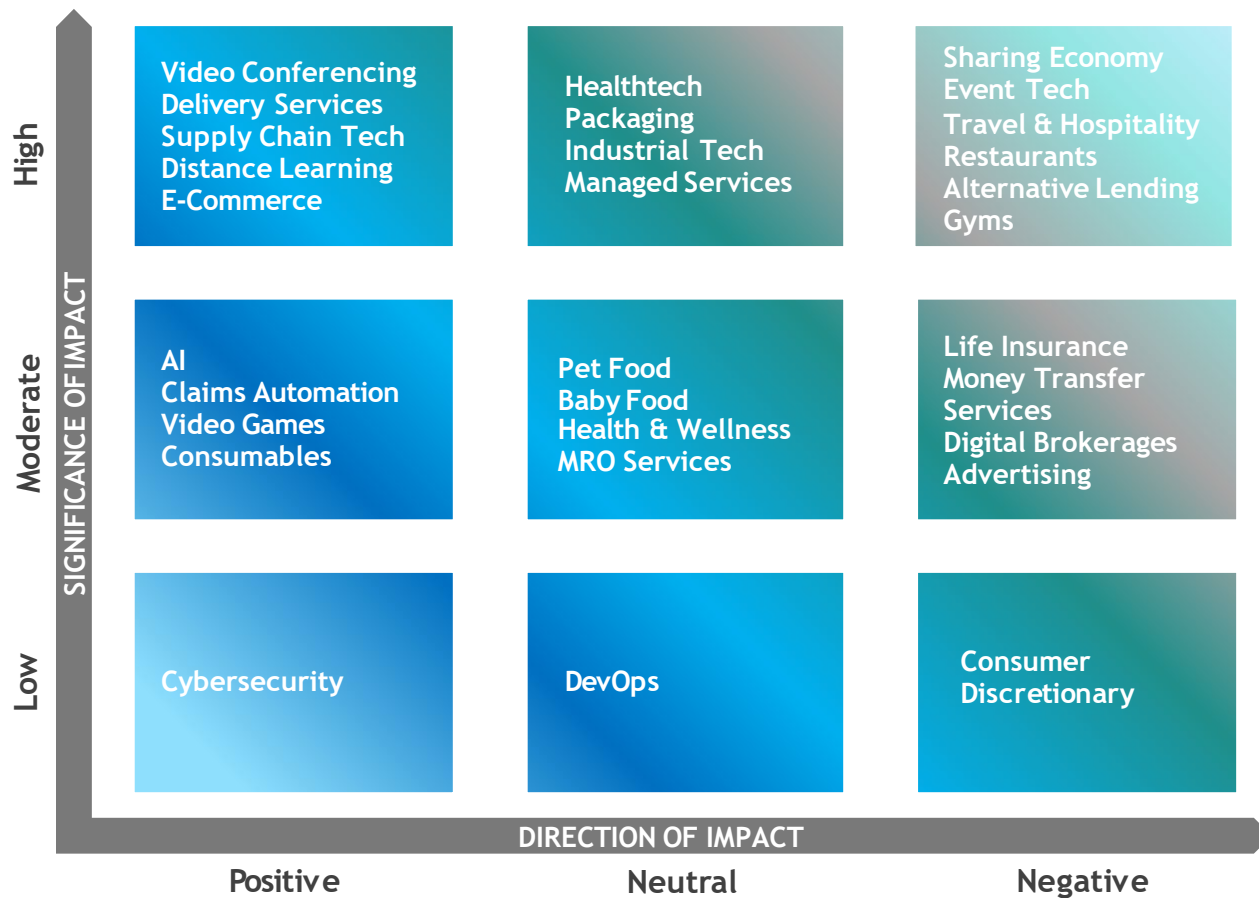 Video Conferencing
Delivery Services
Supply Chain Tech
Distance Learning
E-Commerce
Healthtech
Packaging
Industrial Tech
Managed Services
Sharing Economy
Event Tech
Travel & Hospitality
Restaurants
Alternative Lending
Gyms
High
AI
Claims Automation
Video Games
Consumables
Pet Food
Baby Food
Health & Wellness
MRO Services
Life Insurance
Money Transfer
Services
Digital Brokerages
Advertising
Moderate
SIGNIFICANCE OF IMPACT
Cybersecurity
DevOps
Consumer
Discretionary
Low
DIRECTION OF IMPACT
Positive
Neutral
Negative